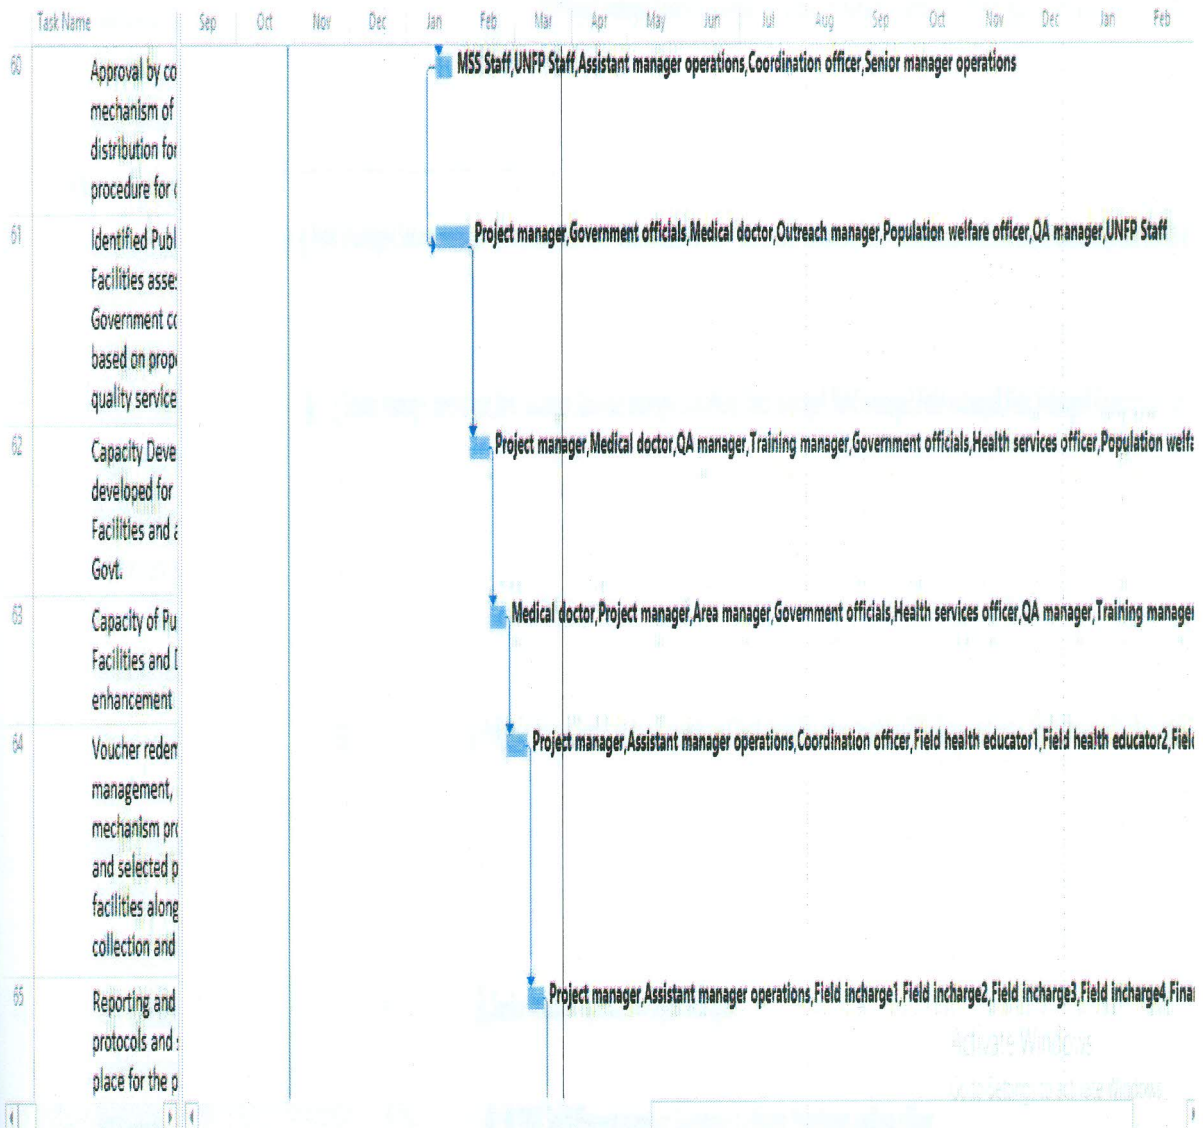 Task Name Sep Oct Nov Dec Jan Feb Mar Apr May Jun Jul Aug Sep Oct Nov Dec Jan Feb
60 Approval by co MSS Staff,UNFP Staff,Assistant manager operations,Coordination officer,Senior manager operations
mechanism of
distribution for
procedure for
61 Identified Publ Project manager,Government officials,Medical doctor,Outreach manager,Population welfare officer,QA manager,UNFP Staff
Facilities asse
Government co
based on prop
quality service
62 Capacity Deve Project manager,Medical doctor,QA manager,Training manager,Government officials,Health services officer,Population welfa
developed for
Facilities and a
Govt.
63 Capacity of Pu Medical doctor,Project manager,Area manager,Government officials,Health services officer,QA manager,Training manager
Facilities and
enhancement
64 Voucher redem Project manager,Assistant manager operations,Coordination officer,Field health educator1,Field health educator2,Fiel
management,
mechanism pro
and selected p
facilities along
collection and
65 Reporting and Project manager,Assistant manager operations,Field incharge1,Field incharge2,Field incharge3,Field incharge4,Finan
protocols and
place for the p
Activate Windows